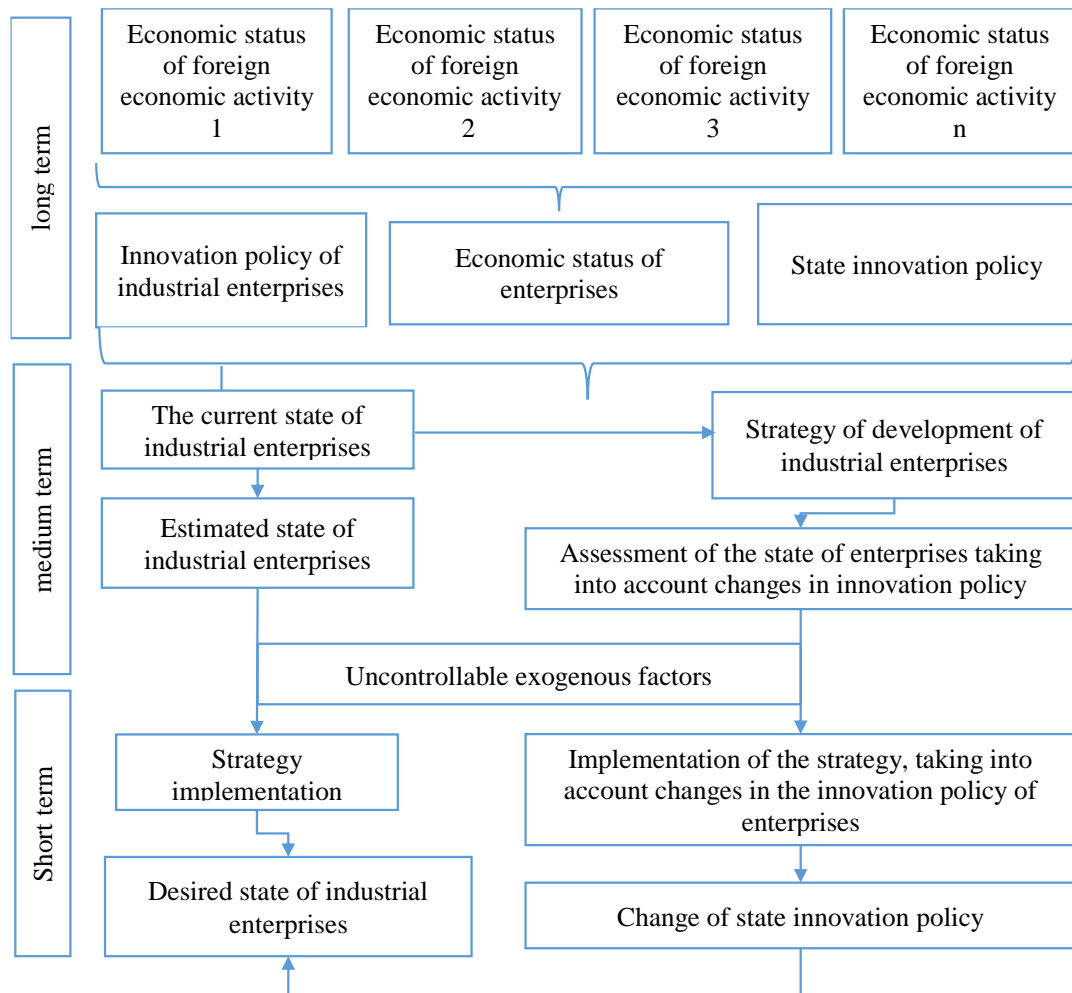 long term
Economic status
of foreign
economic activity
1
Economic status
of foreign
economic activity
2
Economic status
of foreign
economic activity
3
Economic status
of foreign
economic activity
n
Innovation policy of
industrial enterprises
Economic status of
enterprises
State innovation policy
medium term
The current state of
industrial enterprises
Strategy of development of
industrial enterprises
Estimated state of
industrial enterprises
Assessment of the state of enterprises taking
into account changes in innovation policy
Uncontrollable exogenous factors
Short term
Strategy
implementation
Implementation of the strategy, taking into
account changes in the innovation policy of
enterprises
Desired state of industrial
enterprises
Change of state innovation policy